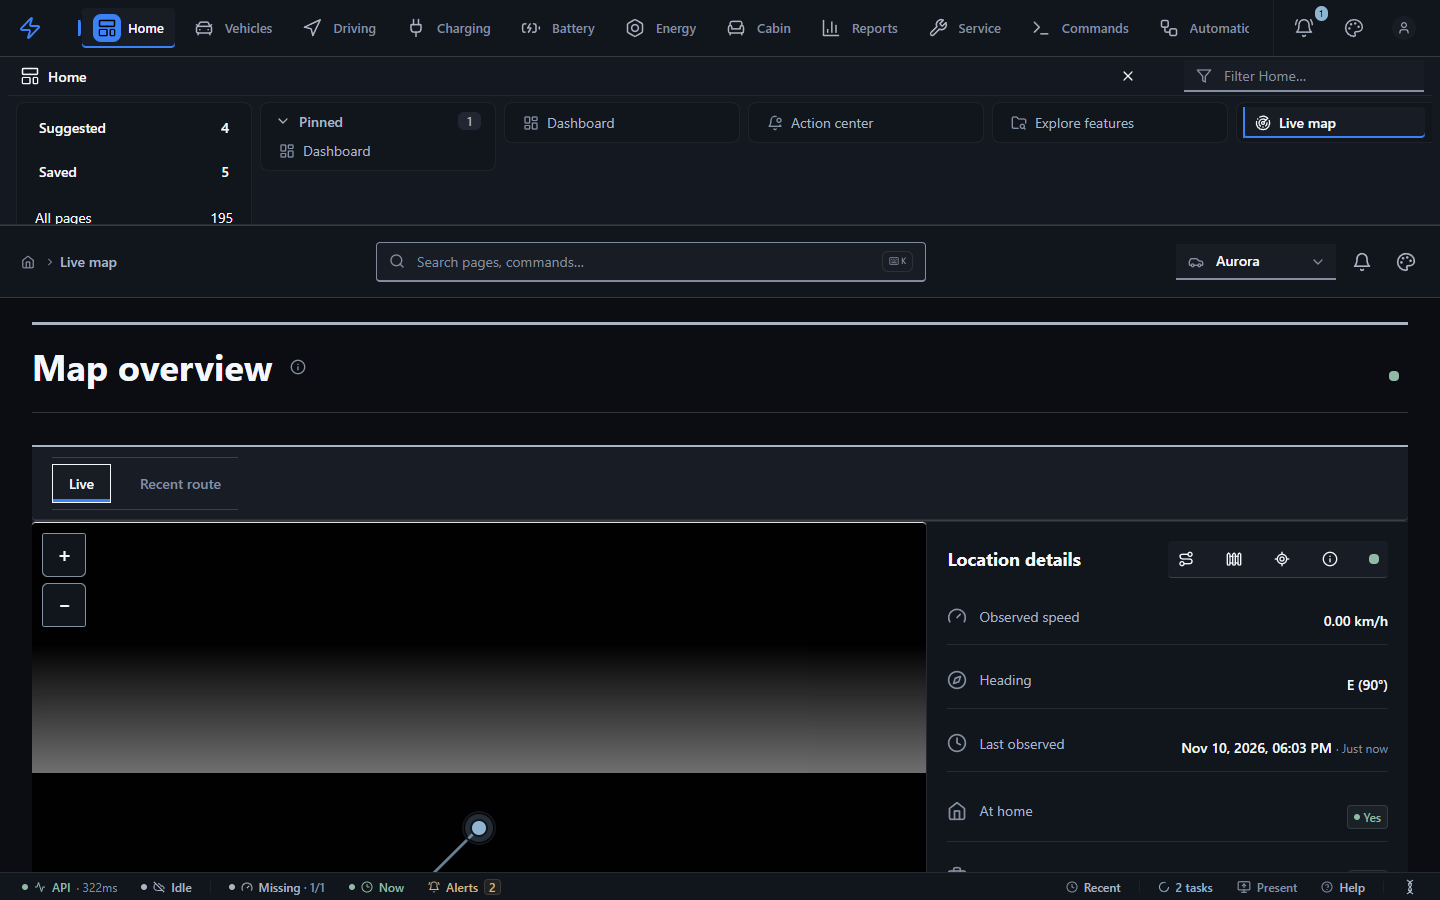 Home
Vehicles
Driving
Charging
Battery
Energy
Cabin
Reports
Service
Commands
Automatic
1
Home
Filter Home...
Suggested 4
Saved 5
All pages 195
Pinned 1
Dashboard
Dashboard
Action center
Explore features
Live map
Live map
Search pages, commands...
K
Aurora
Map overview
Live
Recent route
+
−
Location details
Observed speed
0.00 km/h
Heading
E (90°)
Last observed
Nov 10, 2026, 06:03 PM · Just now
At home
Yes
API · 322ms
Idle
Missing · 1/1
Now
Alerts 2
Recent
2 tasks
Present
Help